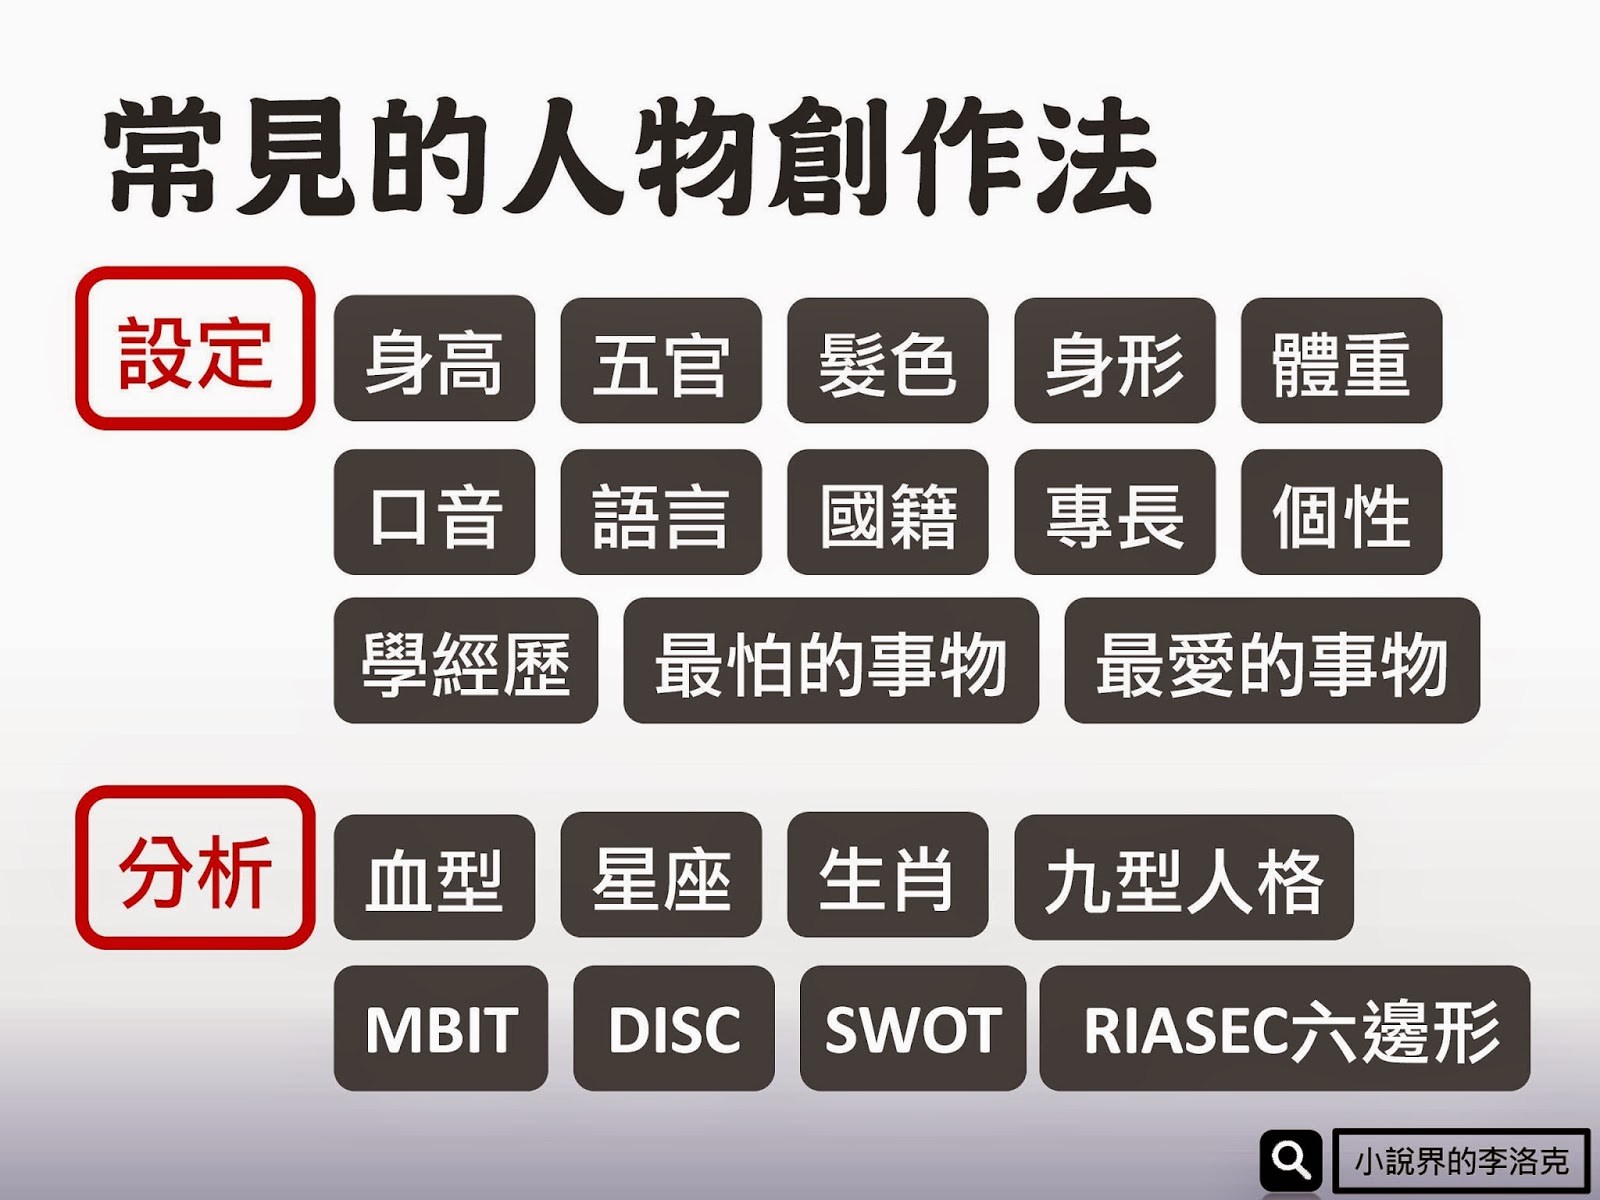 常見的人物創作法
設定 身高 五官 髮色 身形 體重
口音 語言 國籍 專長 個性
學經歷 最怕的事物 最愛的事物
分析 血型 星座 生肖 九型人格
MBIT DISC SWOT RIASEC六邊形
小說界的李洛克